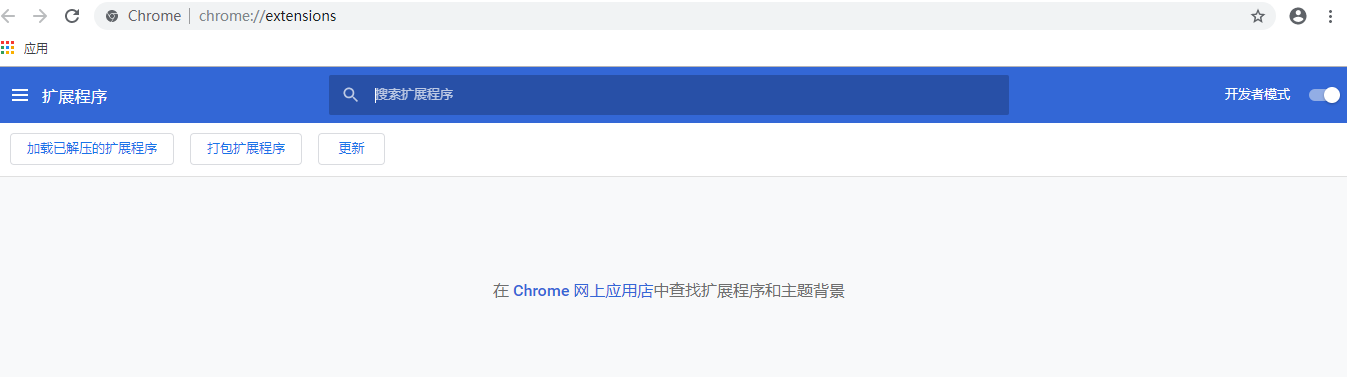 Chrome | chrome://extensions
应用
扩展程序 搜索扩展程序 开发者模式
加载已解压的扩展程序 打包扩展程序 更新
在 Chrome 网上应用店中查找扩展程序和主题背景